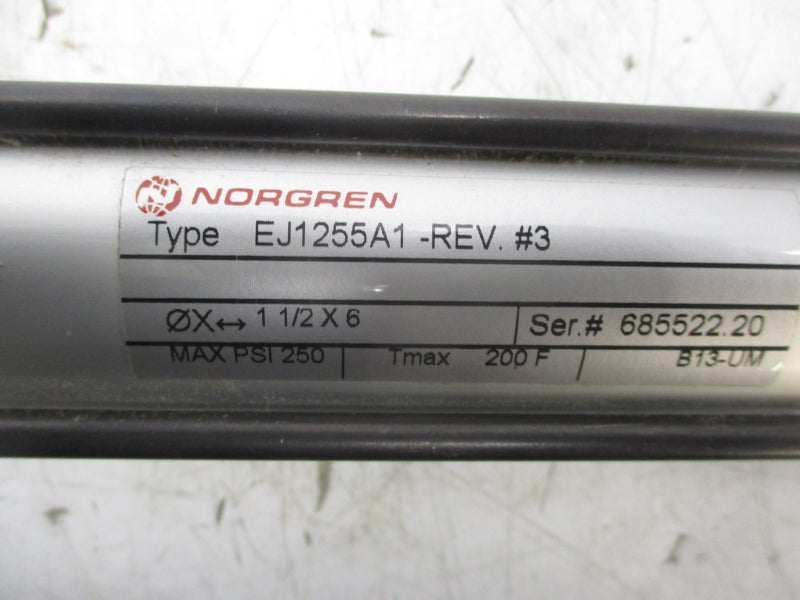 NORGREN
Type EJ1255A1 -REV. #3
ØX↔ 1 1/2 X 6 Ser.# 685522.20
MAX PSI 250 Tmax 200 F B13-UM